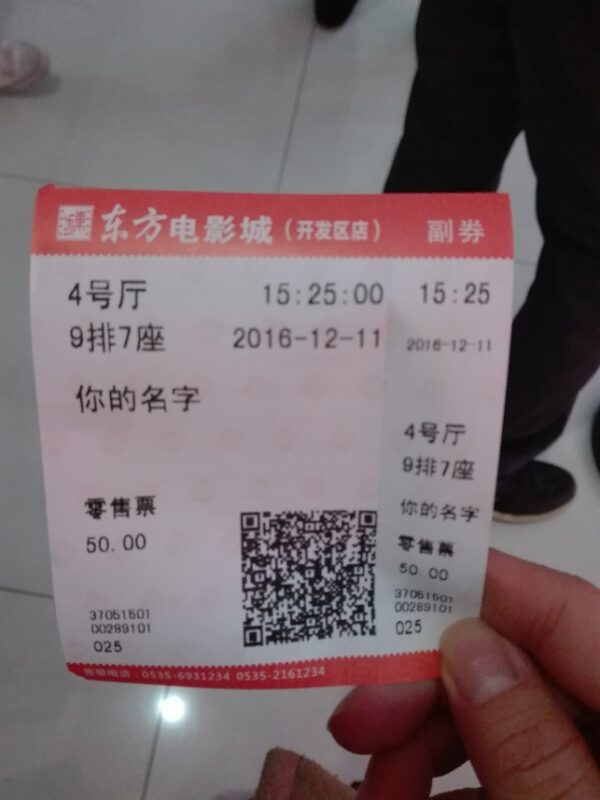 东方电影城（开发区店） 副券
4号厅 15:25:00
9排7座 2016-12-11
你的名字
零售票
50.00
37051501
00289101
025
15:25
2016-12-11
4号厅
9排7座
你的名字
零售票
50.00
37051501
00289101
025
电话：0535-6931234 0535-2161234